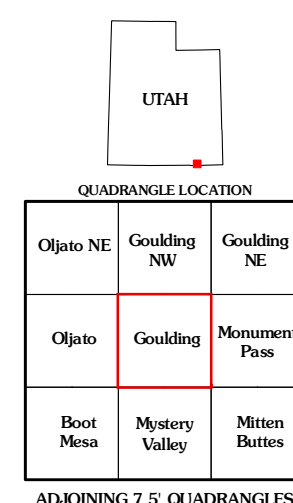 UTAH
QUADRANGLE LOCATION
Oljato NE
Goulding
NW
Goulding
NE
Oljato
Goulding
Monument
Pass
Boot
Mesa
Mystery
Valley
Mitten
Buttes
ADJOINING 7.5' QUADRANGLES